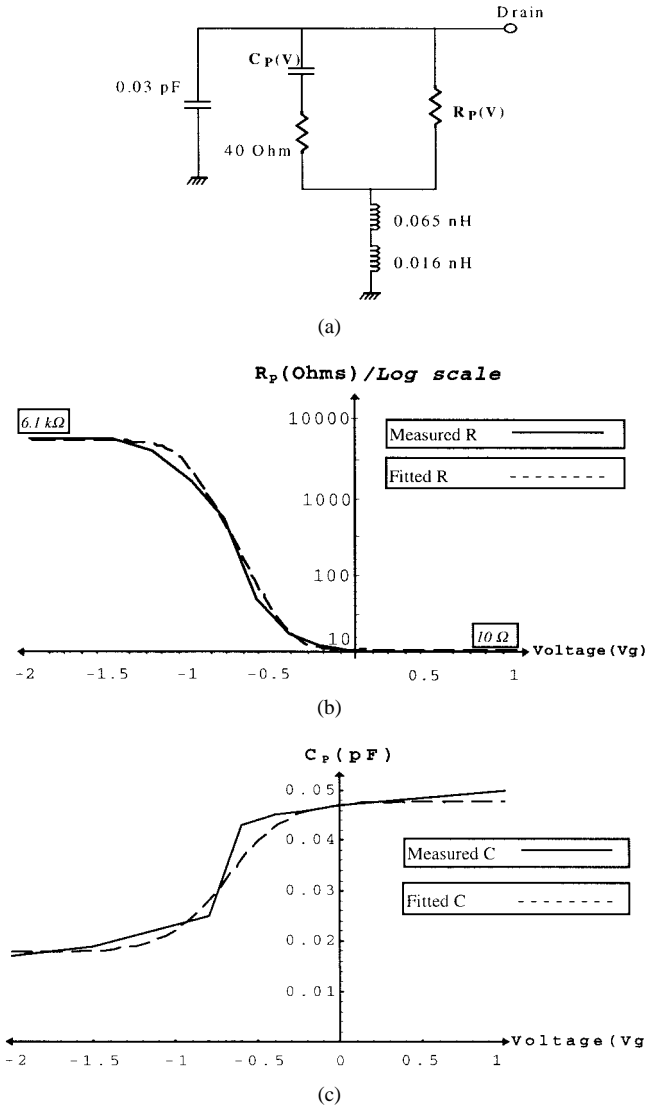 Drain
C P(V)
0.03 pF
R P(V)
40 Ohm
0.065 nH
0.016 nH
(a)
R P (Ohms) /Log scale
6.1 kΩ
10000
Measured R
Fitted R
1000
100
10
10 Ω
Voltage(Vg)
-2 -1.5 -1 -0.5 0.5 1
(b)
C P (pF)
0.05
0.04
Measured C
0.03
Fitted C
0.02
0.01
Voltage(Vg
-2 -1.5 -1 -0.5 0 0.5 1
(c)